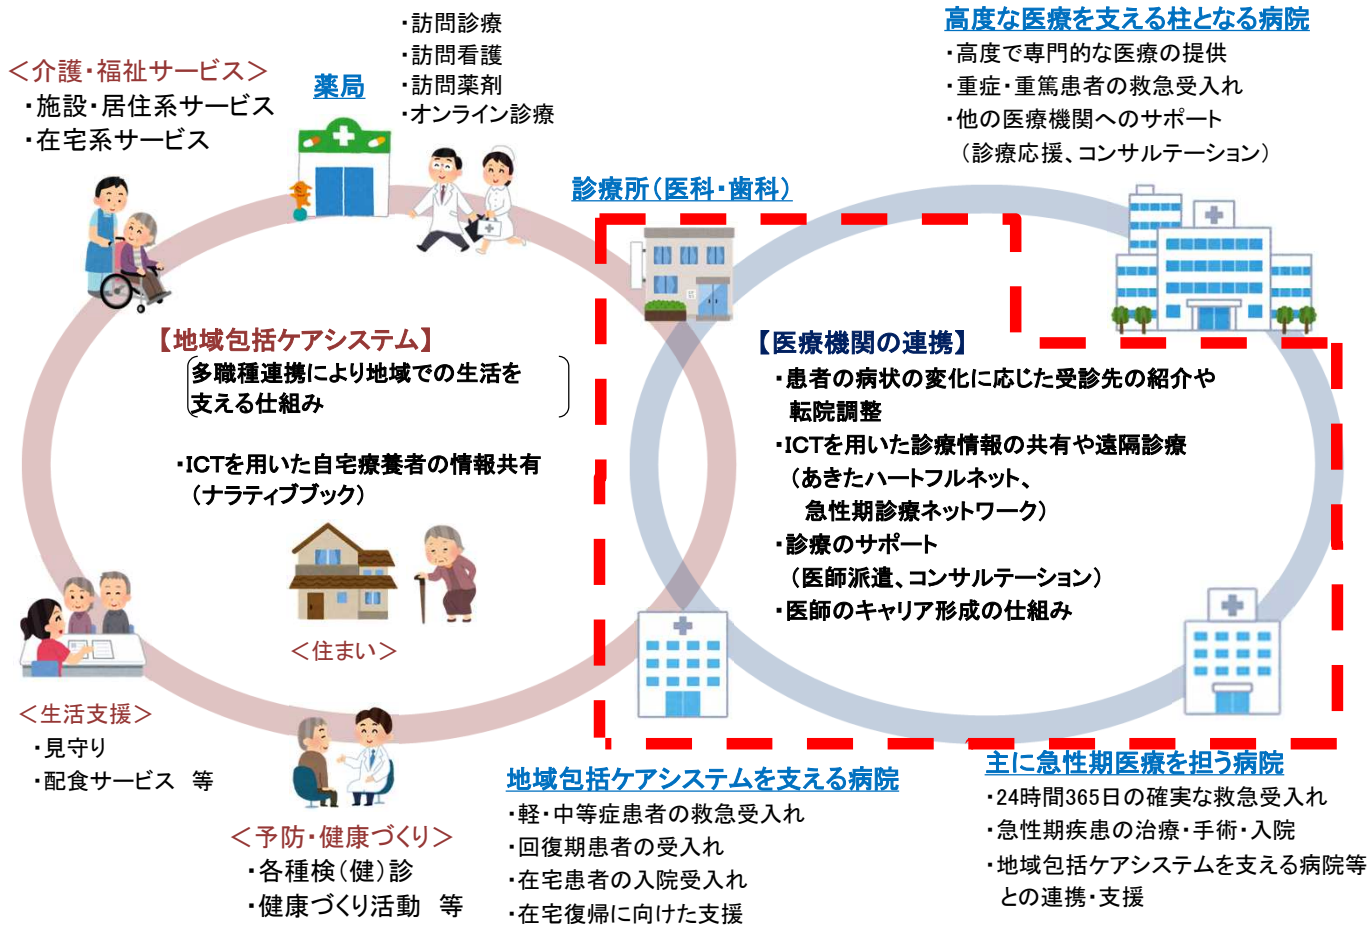 ＜介護・福祉サービス＞
・施設・居住系サービス
・在宅系サービス
薬局
・訪問診療
・訪問看護
・訪問薬剤
・オンライン診療
診療所（医科・歯科）
高度な医療を支える柱となる病院
・高度で専門的な医療の提供
・重症・重篤患者の救急受入れ
・他の医療機関へのサポート
（診療応援、コンサルテーション）
【地域包括ケアシステム】
多職種連携により地域での生活を
支える仕組み
・ICTを用いた自宅療養者の情報共有
（ナラティブブック）
＜住まい＞
【医療機関の連携】
・患者の病状の変化に応じた受診先の紹介や
転院調整
・ICTを用いた診療情報の共有や遠隔診療
（あきたハートフルネット、
急性期診療ネットワーク）
・診療のサポート
（医師派遣、コンサルテーション）
・医師のキャリア形成の仕組み
＜生活支援＞
・見守り
・配食サービス　等
＜予防・健康づくり＞
・各種検（健）診
・健康づくり活動　等
地域包括ケアシステムを支える病院
・軽・中等症患者の救急受入れ
・回復期患者の受入れ
・在宅患者の入院受入れ
・在宅復帰に向けた支援
主に急性期医療を担う病院
・24時間365日の確実な救急受入れ
・急性期疾患の治療・手術・入院
・地域包括ケアシステムを支える病院等
との連携・支援